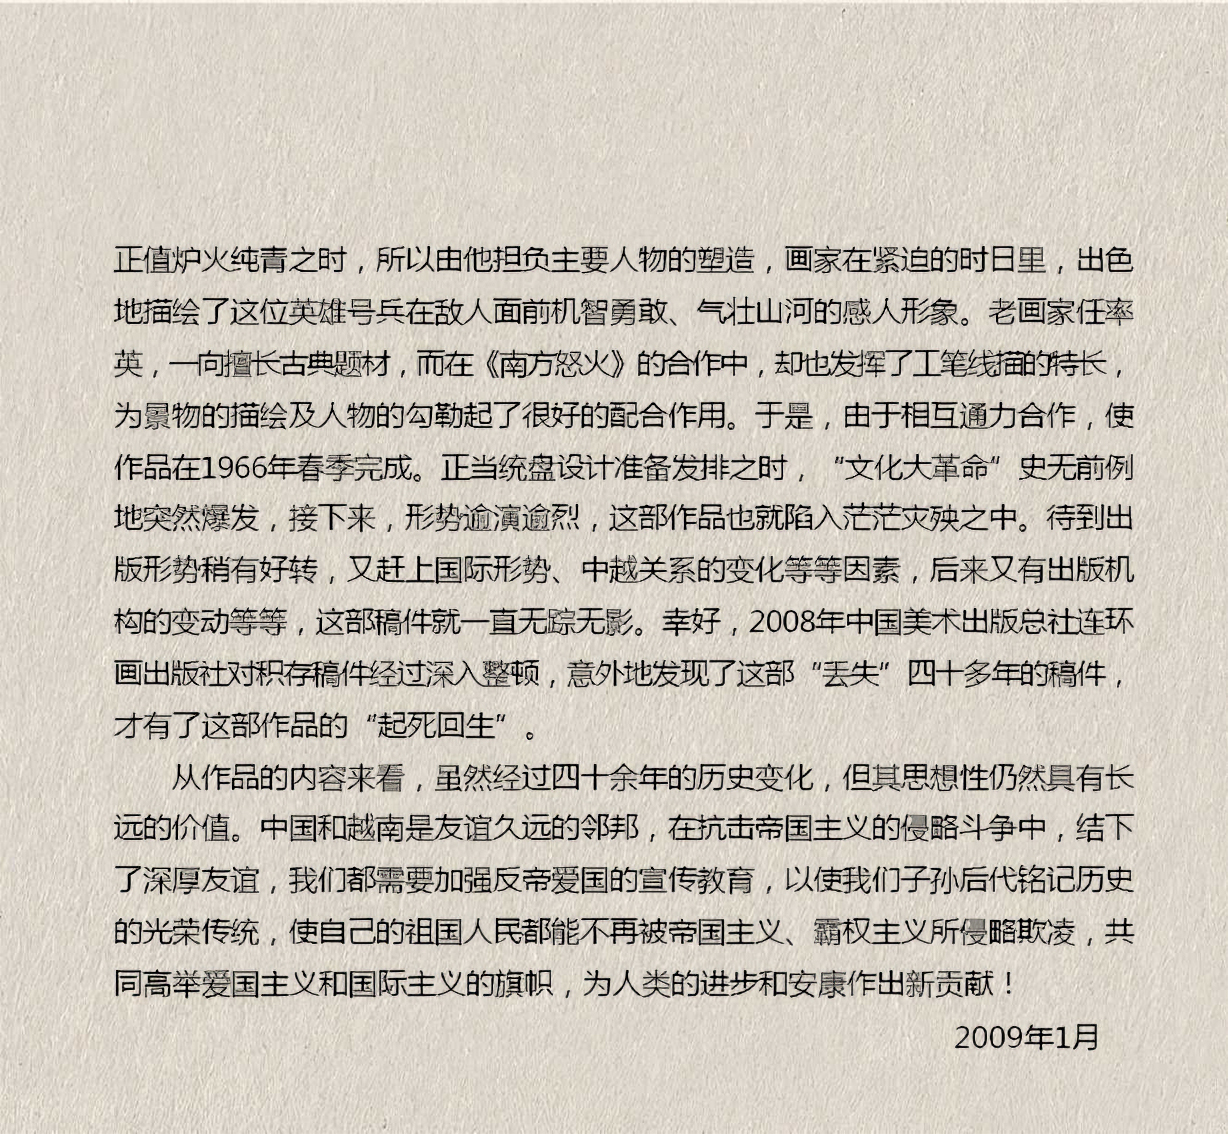 正值炉火纯青之时，所以由他担负主要人物的塑造，画家在紧迫的时日里，出色
地描绘了这位英雄号兵在敌人面前机智勇敢、气壮山河的感人形象。老画家任率
英，一向擅长古典题材，而在《南方怒火》的合作中，却也发挥了工笔线描的特长，
为景物的描绘及人物的勾勒起了很好的配合作用。于是，由于相互通力合作，使
作品在1966年春季完成。正当统盘设计准备发排之时，“文化大革命”史无前例
地突然爆发，接下来，形势逾演逾烈，这部作品也就陷入茫茫灾殃之中。待到出
版形势稍有好转，又赶上国际形势、中越关系的变化等等因素，后来又有出版机
构的变动等等，这部稿件就一直无踪无影。幸好，2008年中国美术出版总社连环
画出版社对积存稿件经过深入整顿，意外地发现了这部“丢失”四十多年的稿件，
才有了这部作品的“起死回生”。
从作品的内容来看，虽然经过四十余年的历史变化，但其思想性仍然具有长
远的价值。中国和越南是友谊久远的邻邦，在抗击帝国主义的侵略斗争中，结下
了深厚友谊，我们都需要加强反帝爱国的宣传教育，以使我们子孙后代铭记历史
的光荣传统，使自己的祖国人民都能不再被帝国主义、霸权主义所侵略欺凌，共
同高举爱国主义和国际主义的旗帜，为人类的进步和安康作出新贡献！
2009年1月